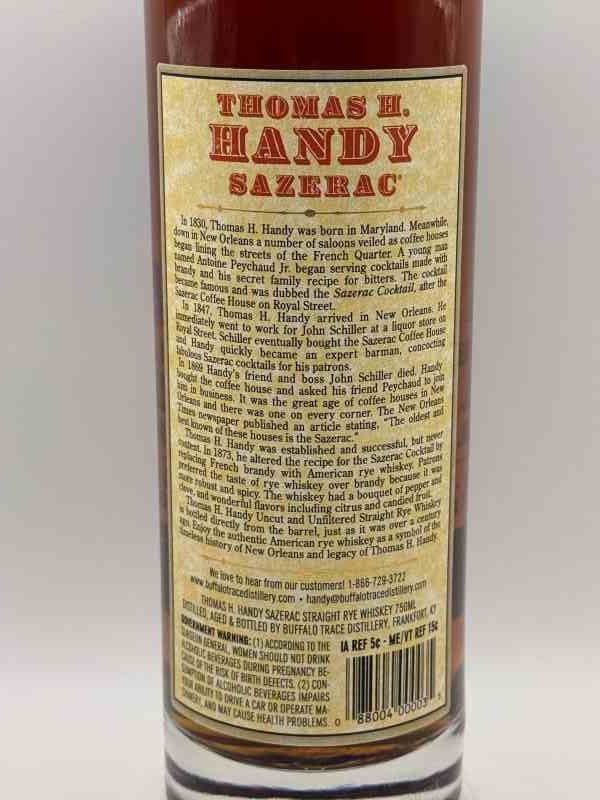 THOMAS H.
HANDY
SAZERAC
In 1830, Thomas H. Handy was born in Maryland. Meanwhile,
down in New Orleans a number of saloons veiled as coffee houses
began lining the streets of the French Quarter. A young man
named Antoine Peychaud Jr. began serving cocktails made with
brandy and his secret family recipe for bitters. The cocktail
became famous and was dubbed the Sazerac Cocktail, after the
Sazerac Coffee House on Royal Street.
In 1847, Thomas H. Handy arrived in New Orleans. He
immediately went to work for John Schiller at a liquor store on
Royal Street. Schiller eventually bought the Sazerac Coffee House
and Handy quickly became an expert barman, concocting
fabulous Sazerac cocktails for his patrons.
In 1869 Handy's friend and boss John Schiller died. Handy
bought the coffee house and asked his friend Peychaud to join
him in business. It was the great age of coffee houses in New
Orleans and there was one on every corner. The New Orleans
Times newspaper published an article stating, "The oldest and
best known of these houses is the Sazerac."
Thomas H. Handy was established and successful, but never
content. In 1873, he altered the recipe for the Sazerac Cocktail by
replacing French brandy with American rye whiskey. Patrons
preferred the taste of rye whiskey over brandy because it was
more robust and spicy. The whiskey had a bouquet of pepper and
clove, and wonderful flavors including citrus and candied fruit.
Thomas H. Handy Uncut and Unfiltered Straight Rye Whiskey
is bottled directly from the barrel, just as it was over a century
ago. Enjoy the authentic American rye whiskey as a symbol of the
timeless history of New Orleans and legacy of Thomas H. Handy.
We love to hear from our customers! 1-866-729-3722
www.buffalotracedistillery.com • handy@buffalotracedistillery.com
THOMAS H. HANDY SAZERAC STRAIGHT RYE WHISKEY 750ML
DISTILLED, AGED & BOTTLED BY BUFFALO TRACE DISTILLERY, FRANKFORT, KY
GOVERNMENT WARNING: (1) ACCORDING TO THE
SURGEON GENERAL, WOMEN SHOULD NOT DRINK
ALCOHOLIC BEVERAGES DURING PREGNANCY BE-
CAUSE OF THE RISK OF BIRTH DEFECTS. (2) CON-
SUMPTION OF ALCOHOLIC BEVERAGES IMPAIRS
YOUR ABILITY TO DRIVE A CAR OR OPERATE MA-
CHINERY, AND MAY CAUSE HEALTH PROBLEMS.
IA REF 5¢ - ME/VT REF 15¢
0 88004 00003 3